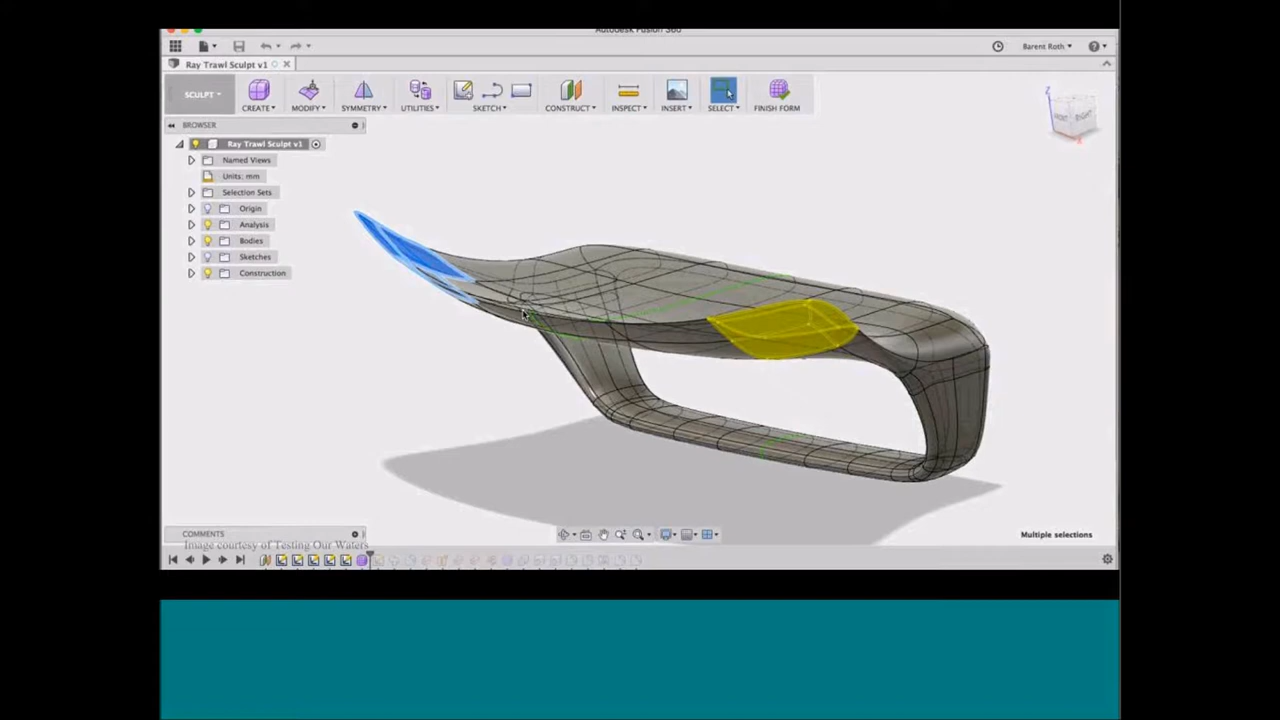 Autodesk Fusion 360
Barent Roth
Ray Trawl Sculpt v1
SCULPT
CREATE
MODIFY
SYMMETRY
UTILITIES
SKETCH
CONSTRUCT
INSPECT
INSERT
SELECT
FINISH FORM
BROWSER
Ray Trawl Sculpt v1
Named Views
Units: mm
Selection Sets
Origin
Analysis
Bodies
Sketches
Construction
Z
FRONT
RIGHT
X
COMMENTS
Multiple selections
Image courtesy of Testing Our Waters